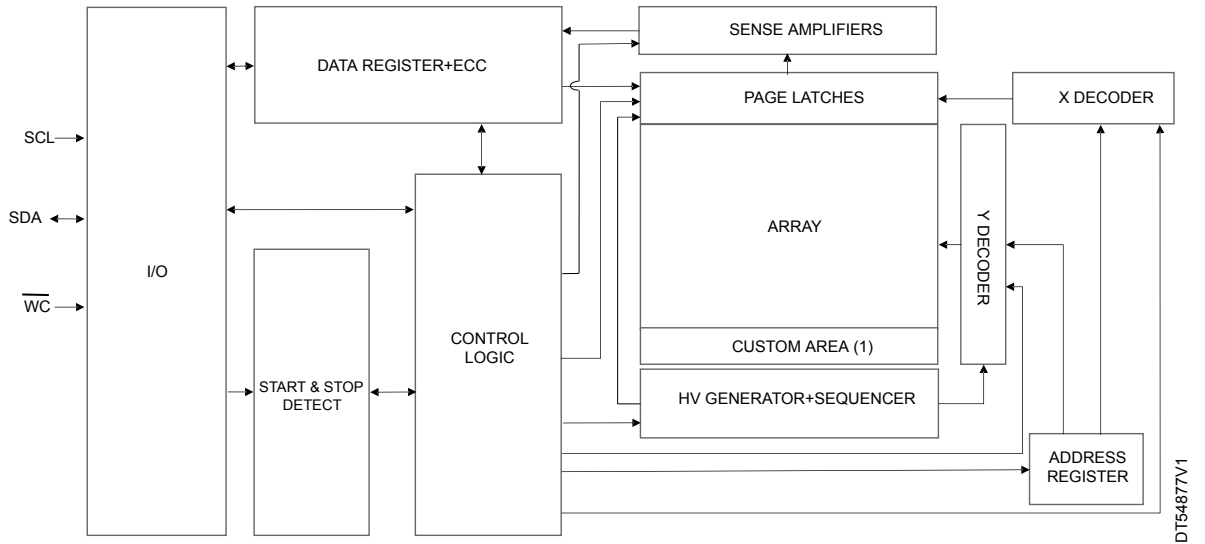 SENSE AMPLIFIERS
DATA REGISTER+ECC
PAGE LATCHES
X DECODER
SCL
SDA
I/O
WC
ARRAY
Y DECODER
CONTROL
LOGIC
CUSTOM AREA (1)
START & STOP
DETECT
HV GENERATOR+SEQUENCER
ADDRESS
REGISTER
DT54877V1